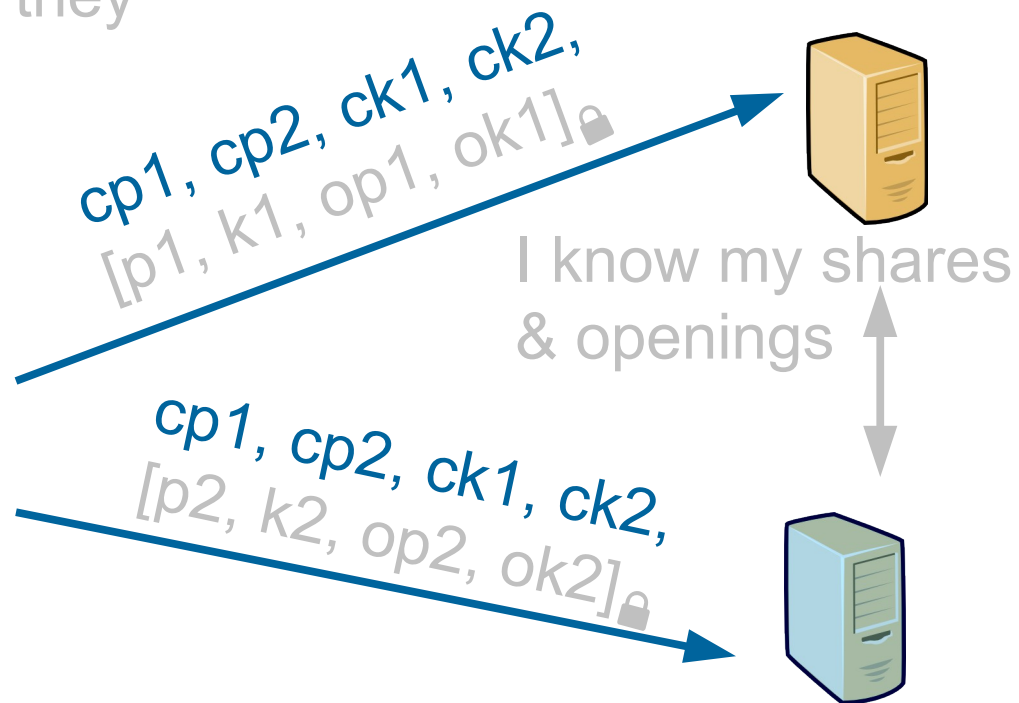 they
cp1, cp2, ck1, ck2,
[p1, k1, op1, ok1]
I know my shares
& openings
cp1, cp2, ck1, ck2,
[p2, k2, op2, ok2]